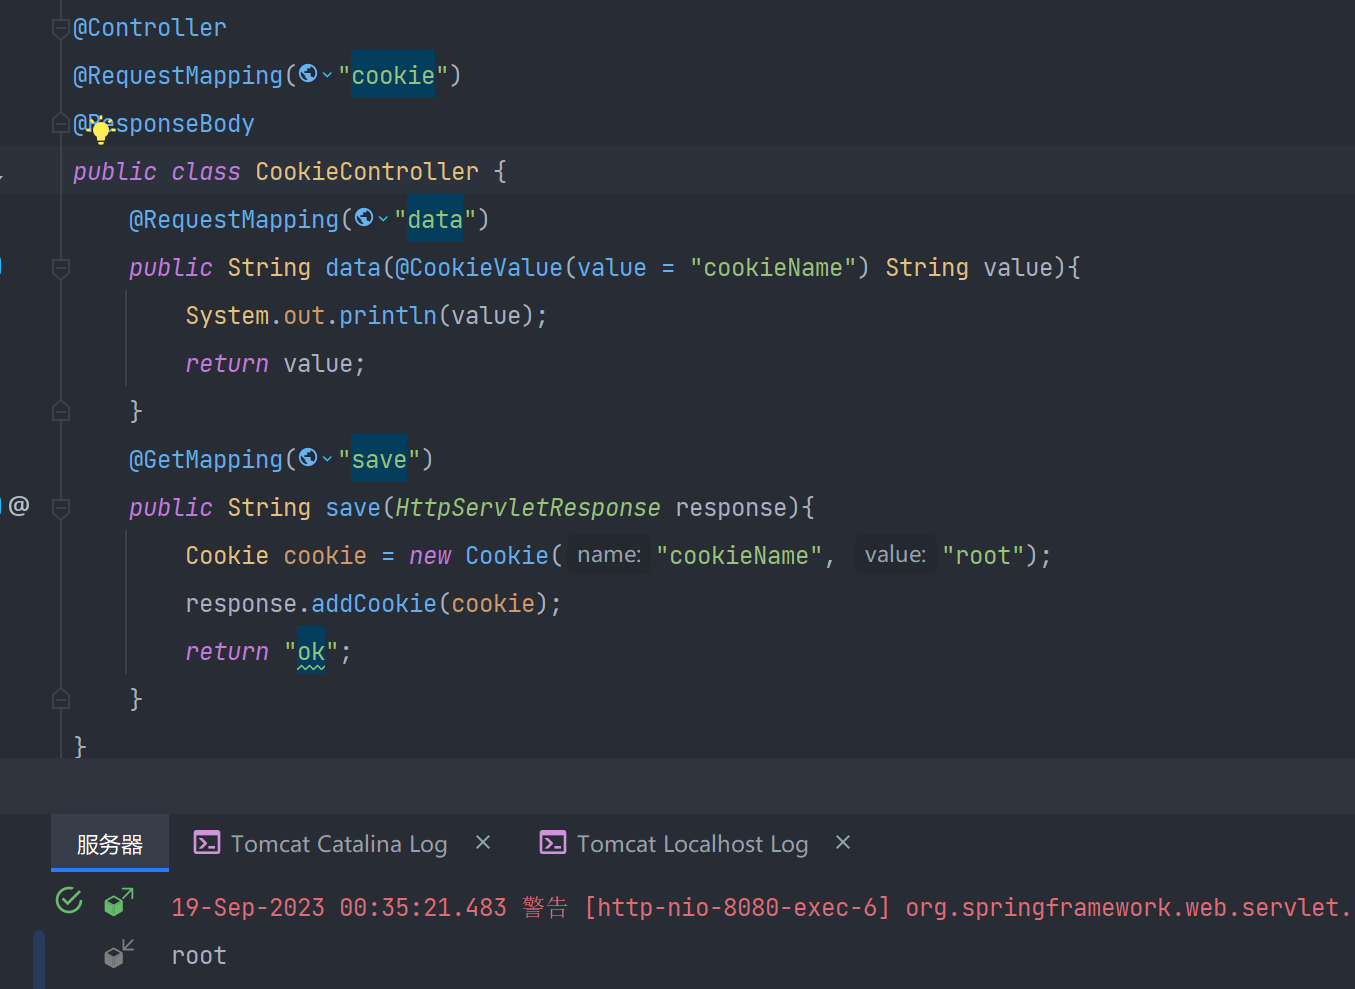 @Controller
@RequestMapping("cookie")
@ResponseBody
public class CookieController {
@RequestMapping("data")
public String data(@CookieValue(value = "cookieName") String value){
System.out.println(value);
return value;
}
@GetMapping("save")
@ public String save(HttpServletResponse response){
Cookie cookie = new Cookie( name: "cookieName", value: "root");
response.addCookie(cookie);
return "ok";
}
}
服务器 Tomcat Catalina Log × Tomcat Localhost Log ×
19-Sep-2023 00:35:21.483 警告 [http-nio-8080-exec-6] org.springframework.web.servlet.
root